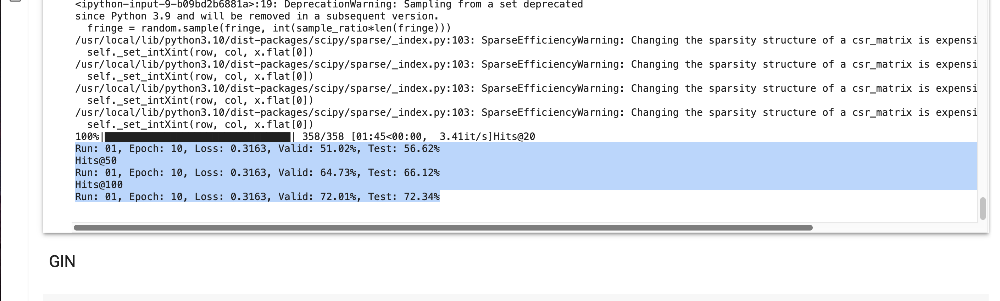 <ipython-input-9-b09bd2b6881a>:19: DeprecationWarning: Sampling from a set deprecated
since Python 3.9 and will be removed in a subsequent version.
  fringe = random.sample(fringe, int(sample_ratio*len(fringe)))
/usr/local/lib/python3.10/dist-packages/scipy/sparse/_index.py:103: SparseEfficiencyWarning: Changing the sparsity structure of a csr_matrix is expensi
  self._set_intXint(row, col, x.flat[0])
/usr/local/lib/python3.10/dist-packages/scipy/sparse/_index.py:103: SparseEfficiencyWarning: Changing the sparsity structure of a csr_matrix is expensi
  self._set_intXint(row, col, x.flat[0])
/usr/local/lib/python3.10/dist-packages/scipy/sparse/_index.py:103: SparseEfficiencyWarning: Changing the sparsity structure of a csr_matrix is expensi
  self._set_intXint(row, col, x.flat[0])
/usr/local/lib/python3.10/dist-packages/scipy/sparse/_index.py:103: SparseEfficiencyWarning: Changing the sparsity structure of a csr_matrix is expensi
  self._set_intXint(row, col, x.flat[0])
100%|██████████| 358/358 [01:45<00:00,  3.41it/s]Hits@20
Run: 01, Epoch: 10, Loss: 0.3163, Valid: 51.02%, Test: 56.62%
Hits@50
Run: 01, Epoch: 10, Loss: 0.3163, Valid: 64.73%, Test: 66.12%
Hits@100
Run: 01, Epoch: 10, Loss: 0.3163, Valid: 72.01%, Test: 72.34%
GIN